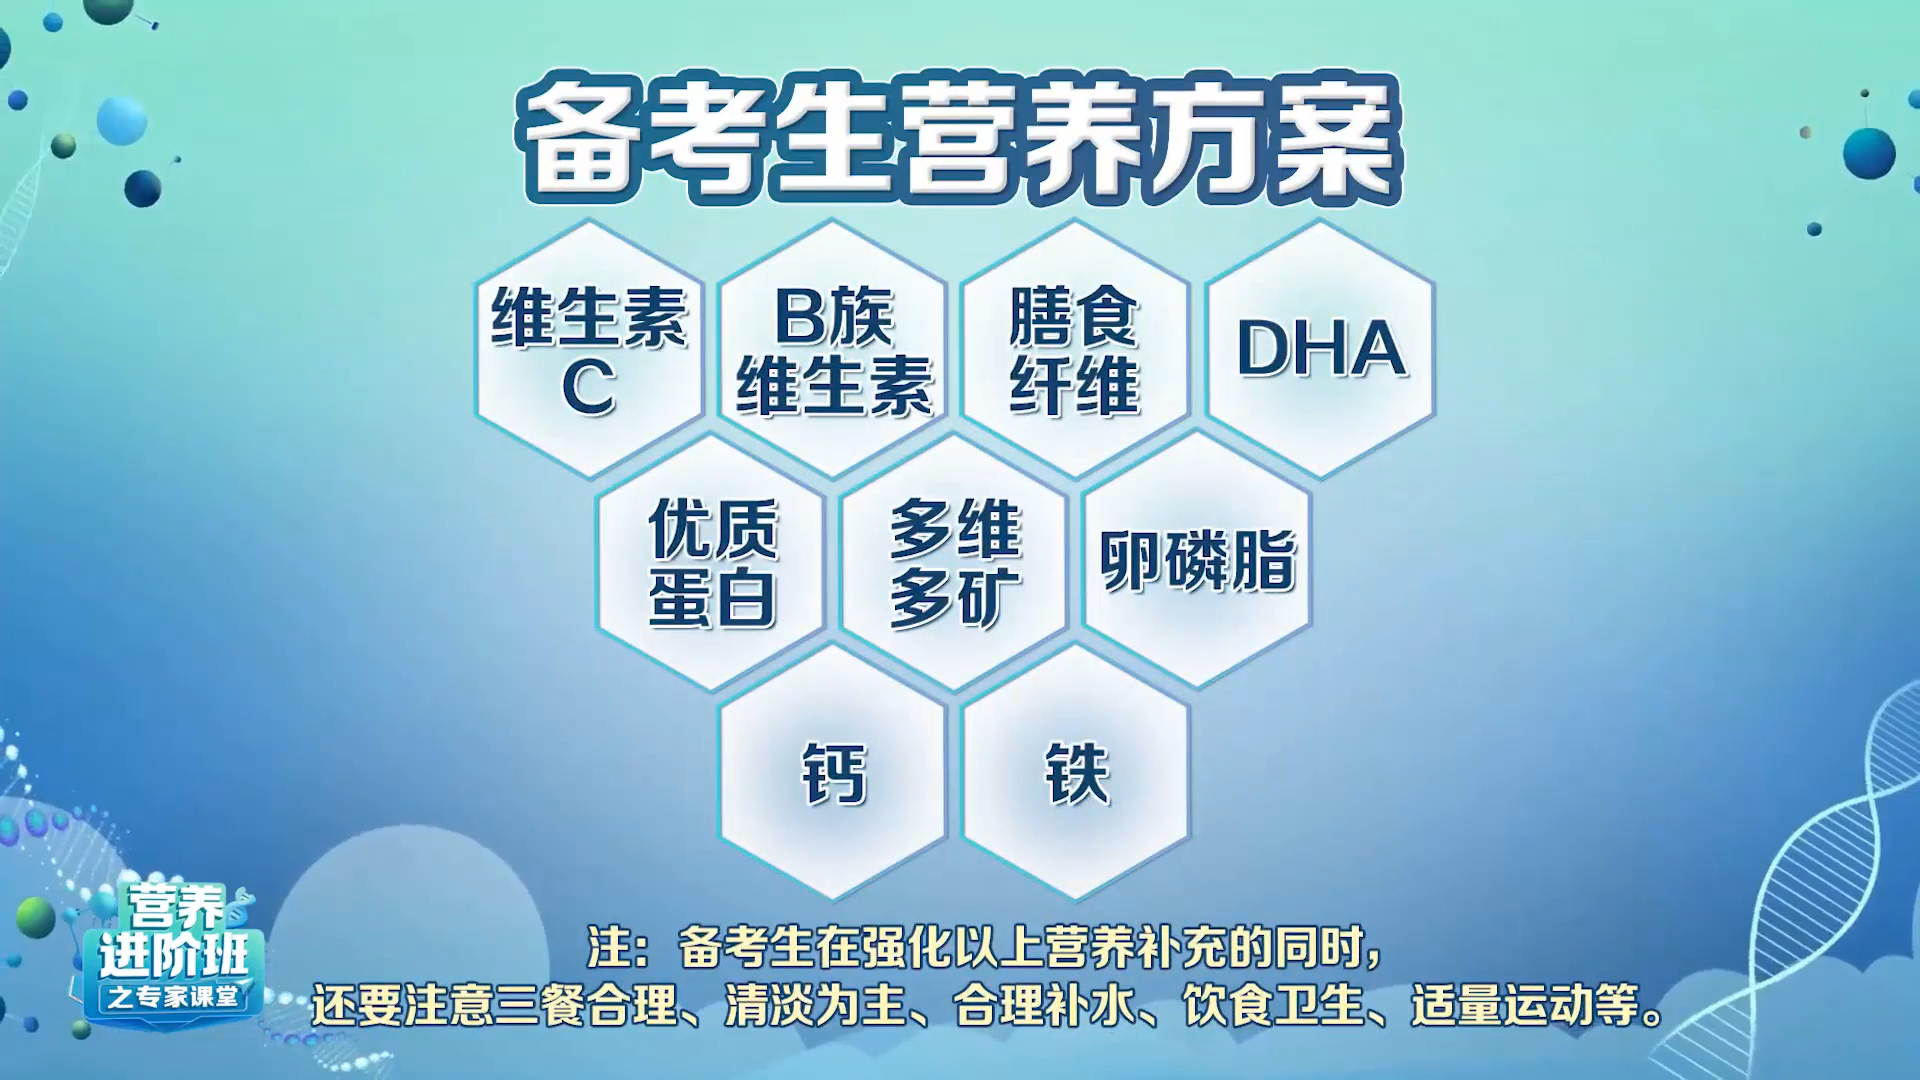 备考生营养方案
维生素
C
B族
维生素
膳食
纤维
DHA
优质
蛋白
多维
多矿
卵磷脂
钙
铁
注：备考生在强化以上营养补充的同时，
还要注意三餐合理、清淡为主、合理补水、饮食卫生、适量运动等。
营养
进阶班
之专家课堂